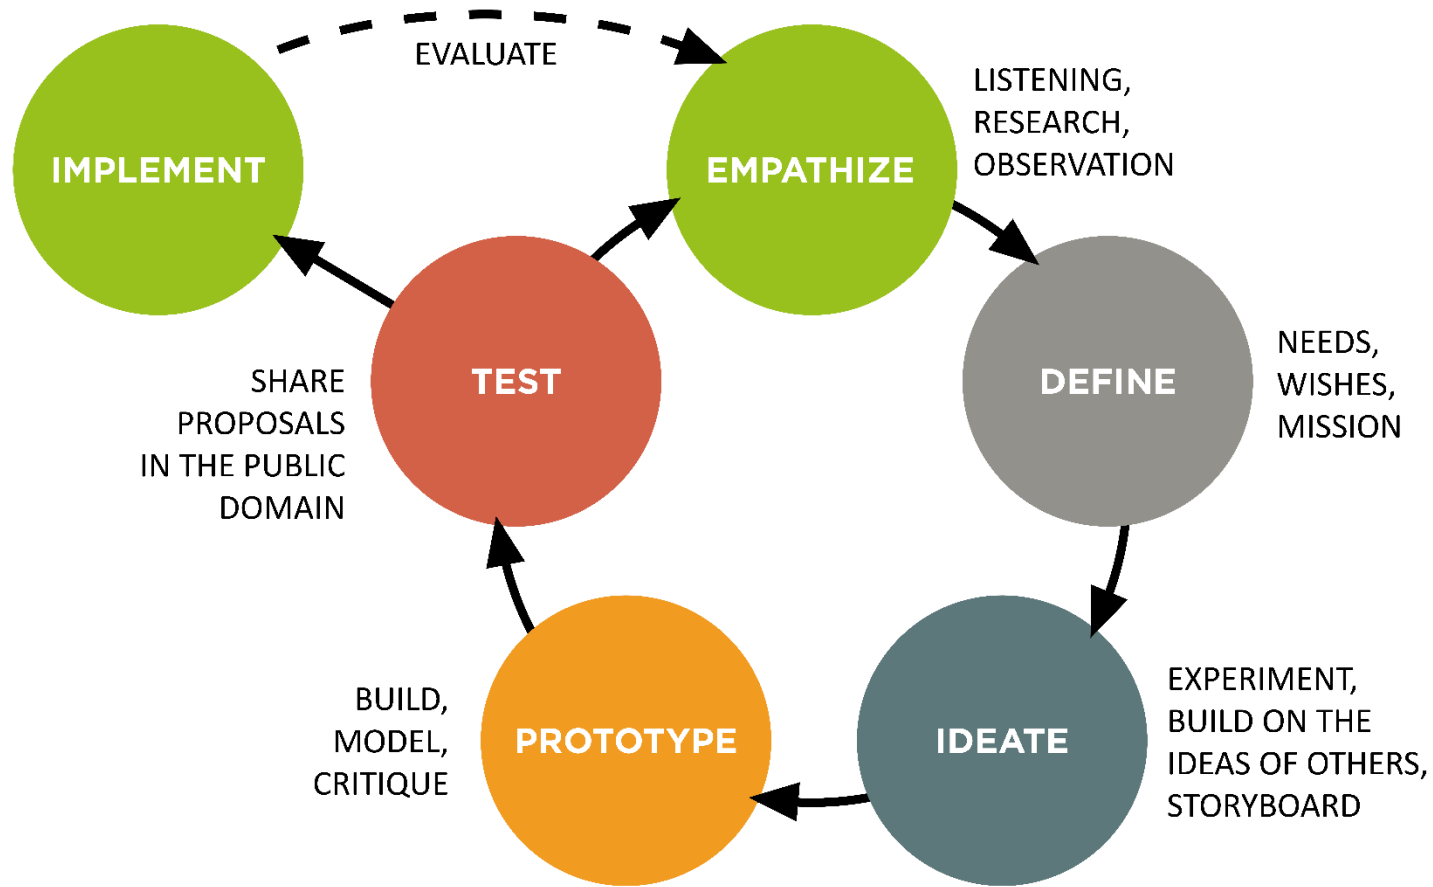 EVALUATE
IMPLEMENT
EMPATHIZE
LISTENING,
RESEARCH,
OBSERVATION
TEST
SHARE
PROPOSALS
IN THE PUBLIC
DOMAIN
DEFINE
NEEDS,
WISHES,
MISSION
PROTOTYPE
BUILD,
MODEL,
CRITIQUE
IDEATE
EXPERIMENT,
BUILD ON THE
IDEAS OF OTHERS,
STORYBOARD